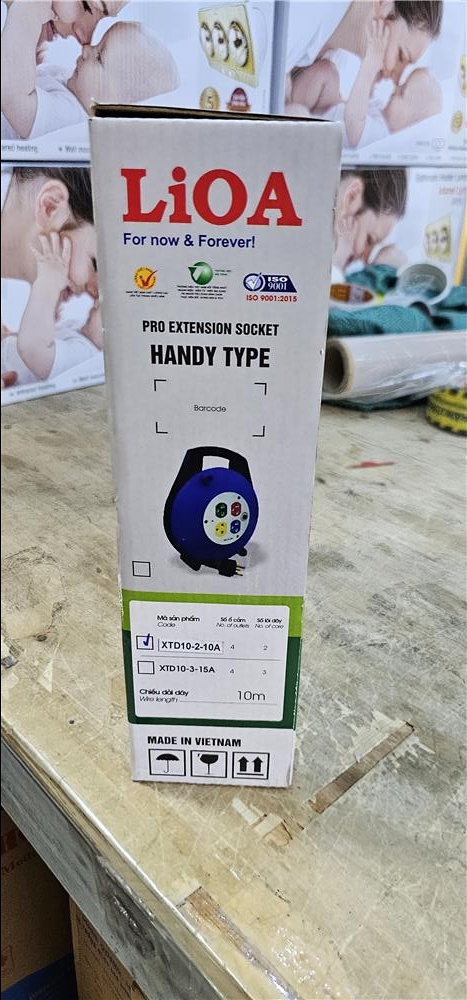 LiOA
For now & Forever!
ISO
9001
ISO 9001:2015
PRO EXTENSION SOCKET
HANDY TYPE
Barcode
Mã sản phẩm Số ổ cắm Số lõi dây
Code No. of outlets No. of core
XTD10-2-10A 4 2
XTD10-3-15A 4 3
Chiều dài dây 10m
Wire length
MADE IN VIETNAM